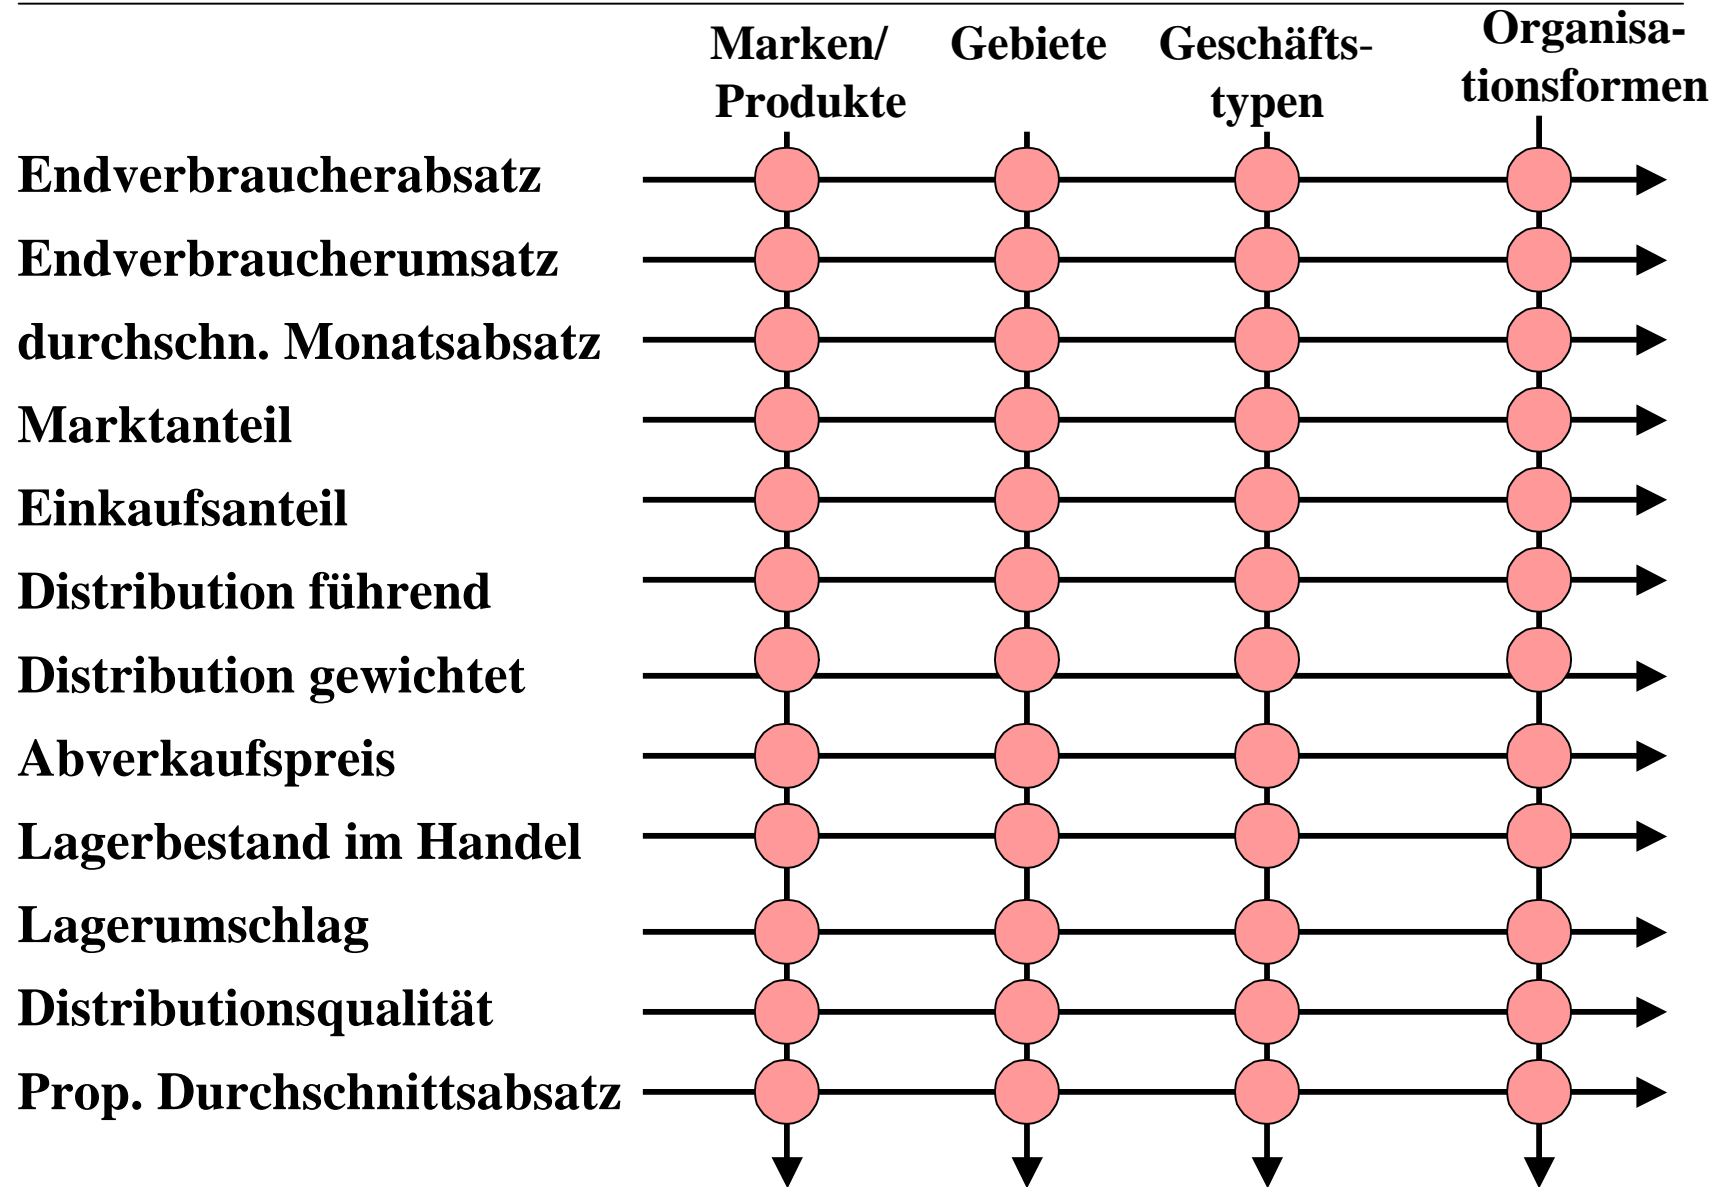 Marken/
Produkte
Gebiete
Geschäfts-
typen
Organisa-
tionsformen
Endverbraucherabsatz
Endverbraucherumsatz
durchschn. Monatsabsatz
Marktanteil
Einkaufsanteil
Distribution führend
Distribution gewichtet
Abverkaufspreis
Lagerbestand im Handel
Lagerumschlag
Distributionsqualität
Prop. Durchschnittsabsatz